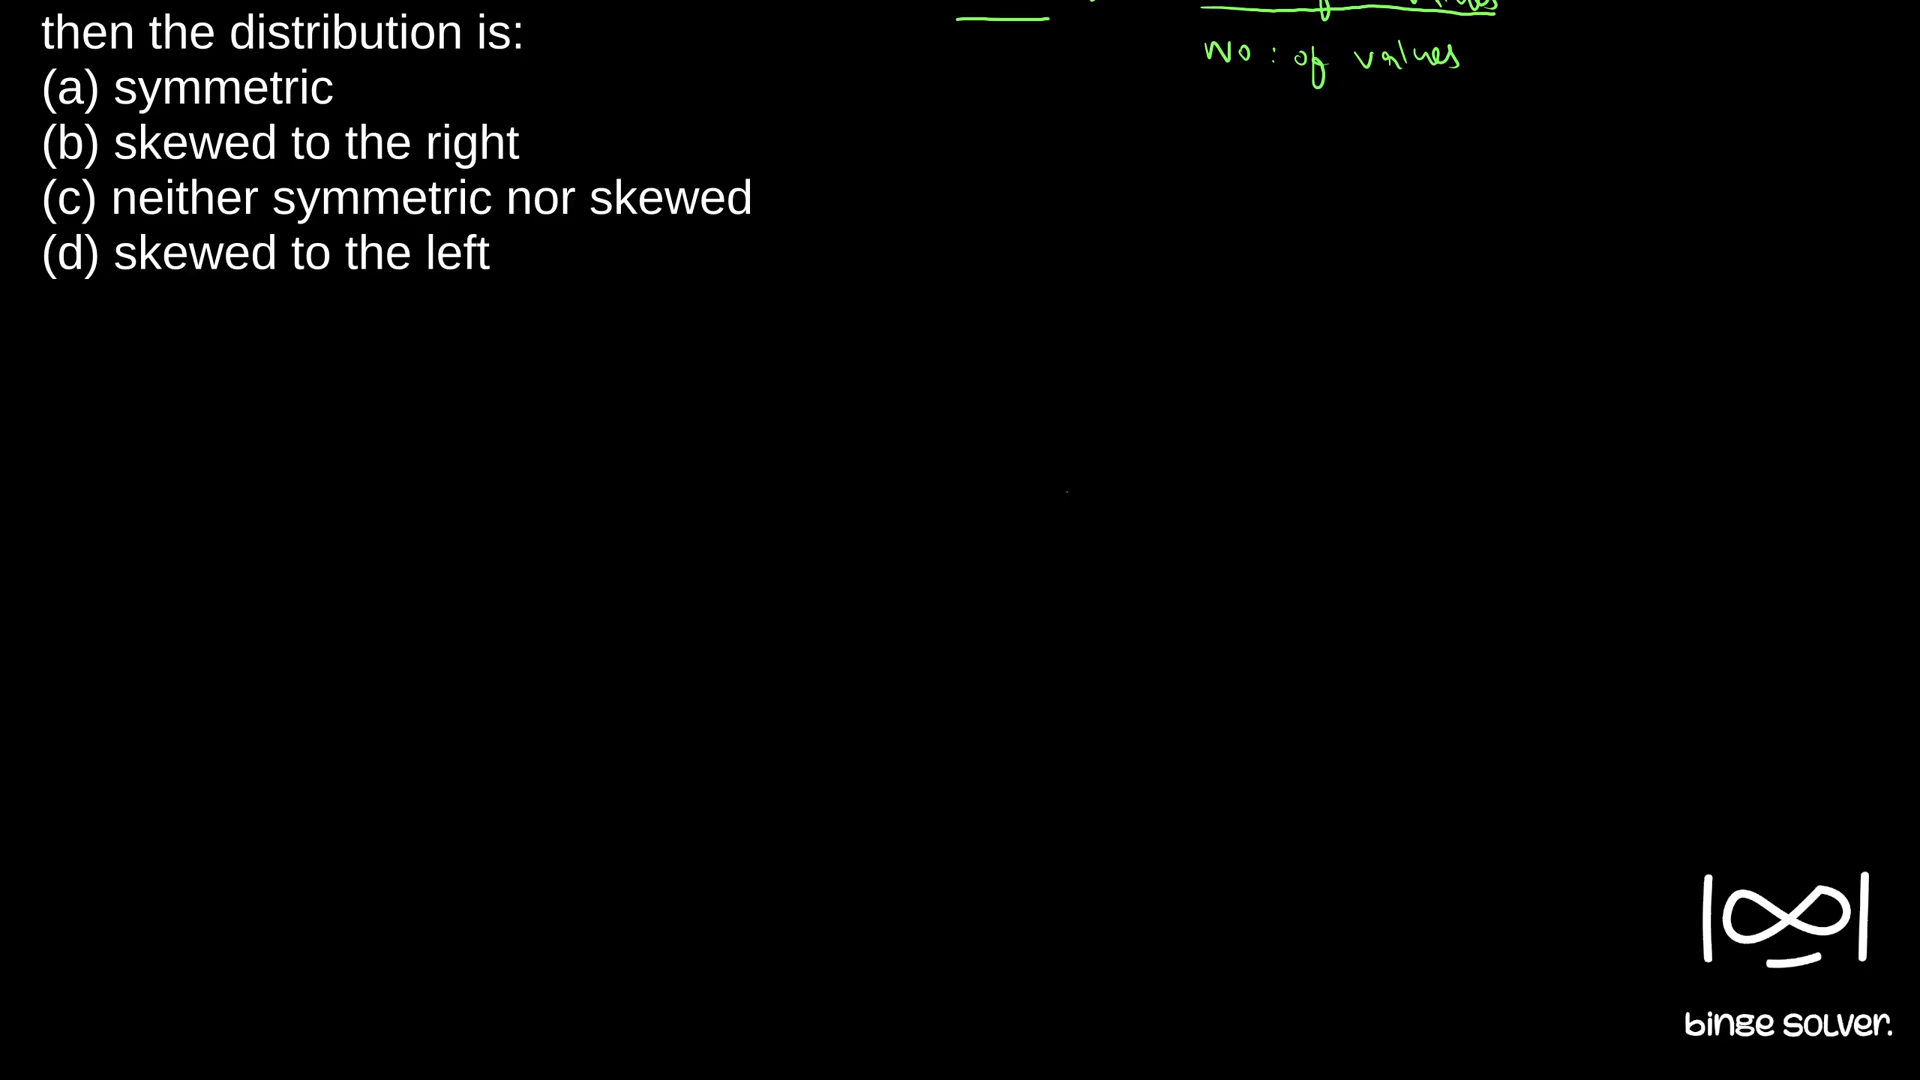 then the distribution is:
(a) symmetric
(b) skewed to the right
(c) neither symmetric nor skewed
(d) skewed to the left
No : of values
binge solver.